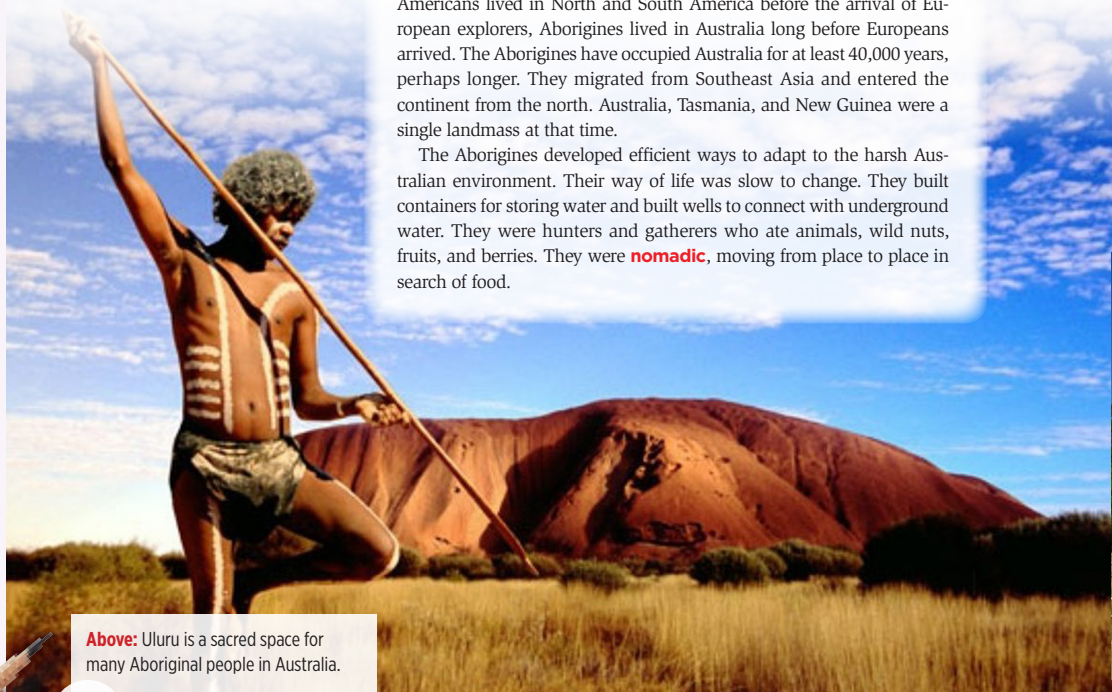 Americans lived in North and South America before the arrival of Eu-
ropean explorers, Aborigines lived in Australia long before Europeans
arrived. The Aborigines have occupied Australia for at least 40,000 years,
perhaps longer. They migrated from Southeast Asia and entered the
continent from the north. Australia, Tasmania, and New Guinea were a
single landmass at that time.
The Aborigines developed efficient ways to adapt to the harsh Aus-
tralian environment. Their way of life was slow to change. They built
containers for storing water and built wells to connect with underground
water. They were hunters and gatherers who ate animals, wild nuts,
fruits, and berries. They were nomadic, moving from place to place in
search of food.
Above: Uluru is a sacred space for
many Aboriginal people in Australia.